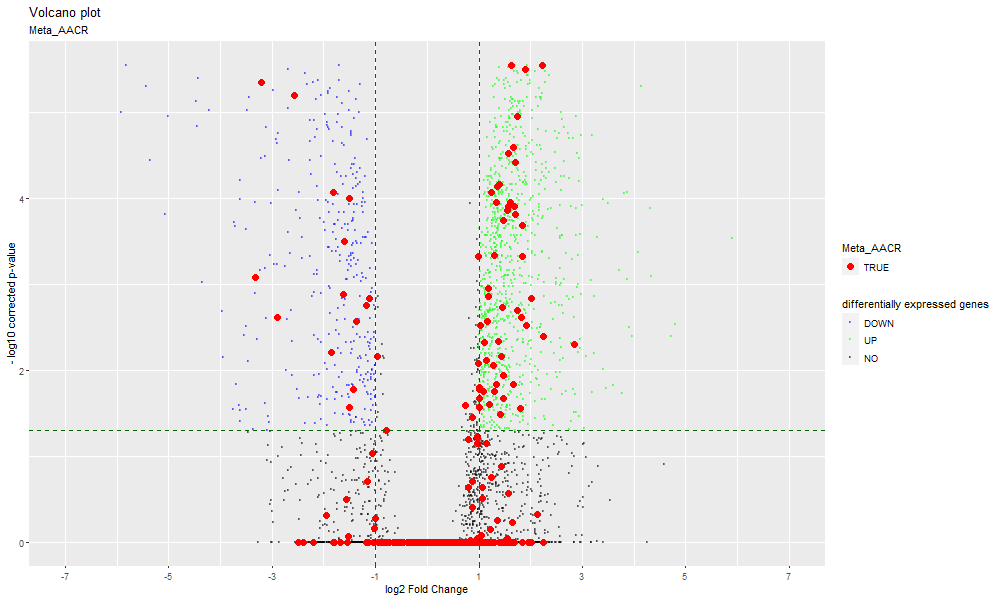 Volcano plot
Meta_AACR
- log10 corrected p-value
4
2
0
-7
-5
-3
-1
1
3
5
7
log2 Fold Change
Meta_AACR
TRUE
differentially expressed genes
DOWN
UP
NO